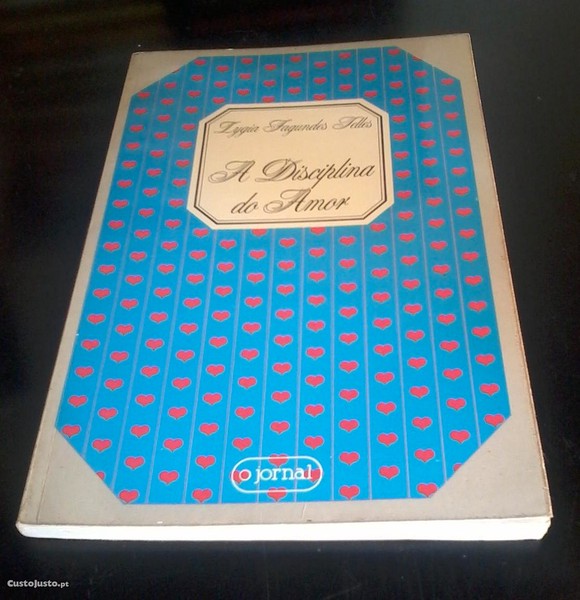 Lygia Fagundes Telles
A Disciplina
do Amor
o jornal
CustoJusto.pt